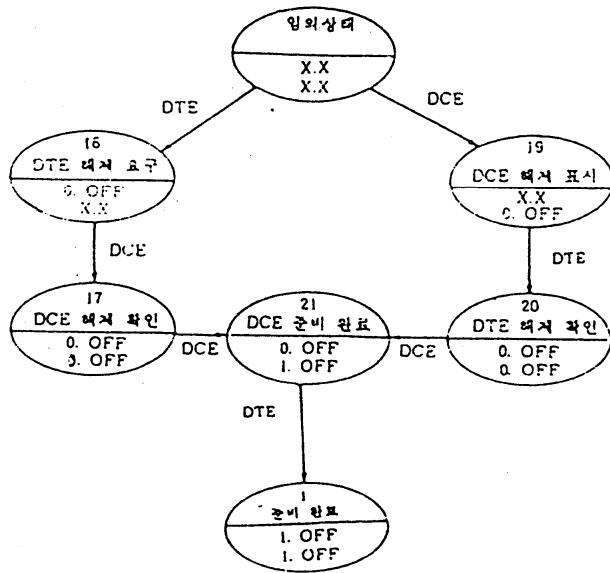 임의상태
X.X
X.X
DTE
DCE
16
DTE 해제 요구
0. OFF
X.X
19
DCE 해제 표시
X.X
0. OFF
DCE
DTE
17
DCE 해제 확인
0. OFF
0. OFF
DCE
21
DCE 준비 완료
0. OFF
1. OFF
DCE
20
DTE 해제 확인
0. OFF
0. OFF
DTE
1
준비 완료
1. OFF
1. OFF